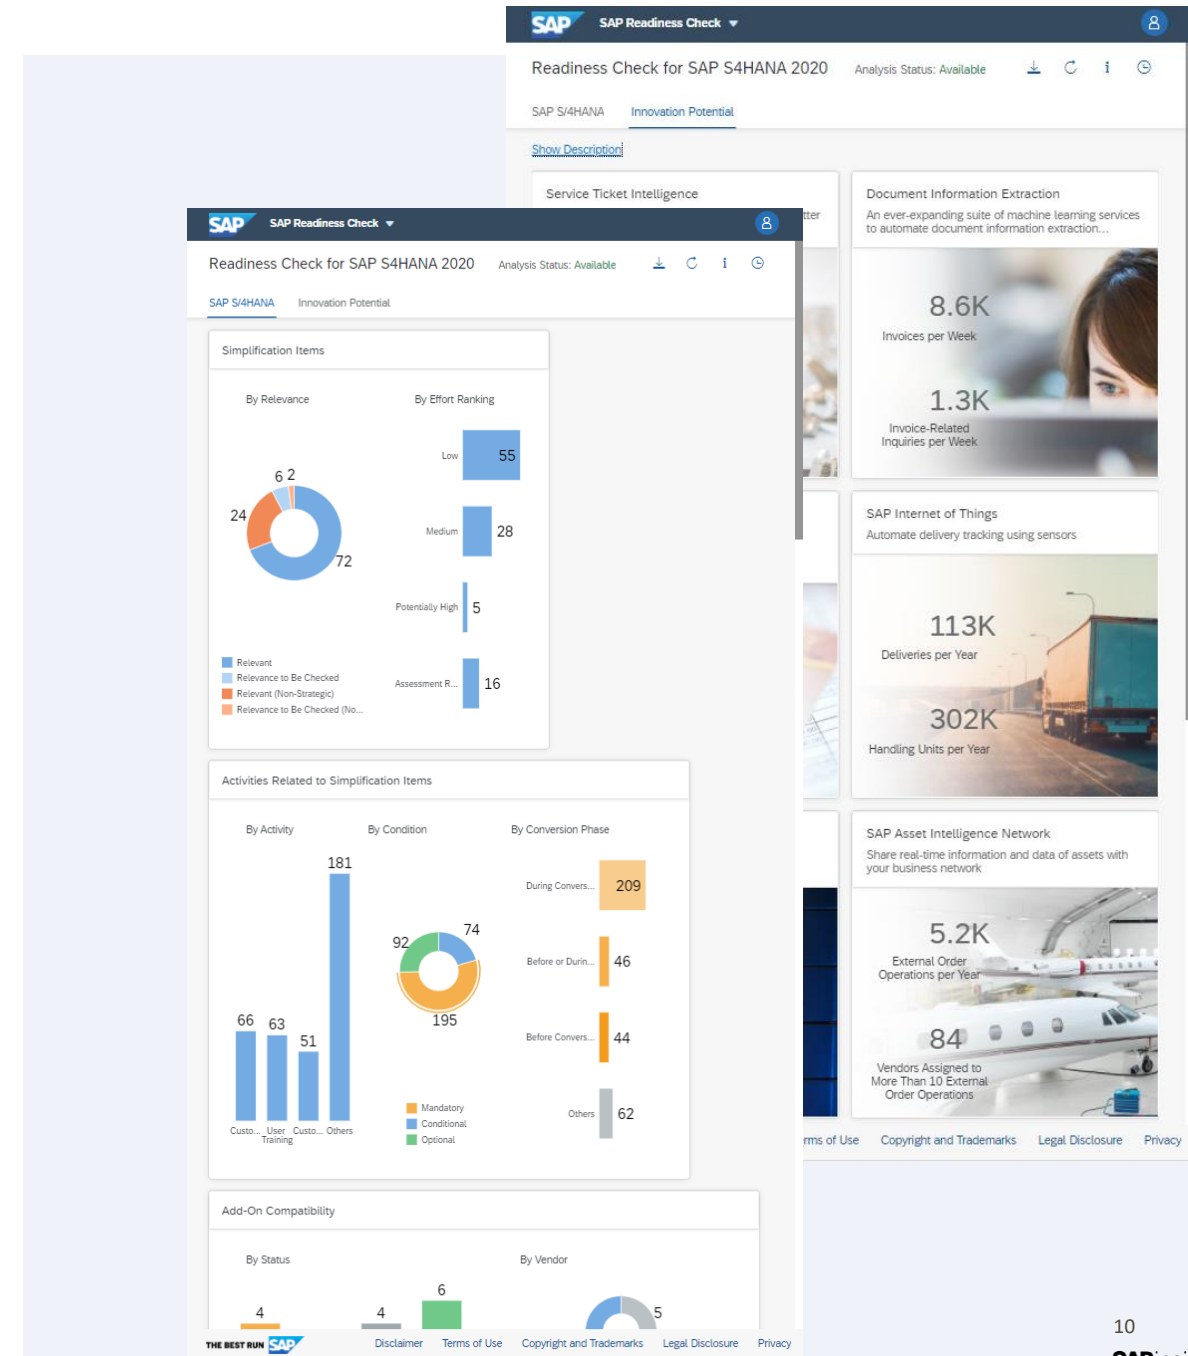 SAP
SAP Readiness Check
Readiness Check for SAP S4HANA 2020
Analysis Status: Available
SAP S/4HANA
Innovation Potential
Show Description
Service Ticket Intelligence
Document Information Extraction
An ever-expanding suite of machine learning services
to automate document information extraction...
8.6K
Invoices per Week
1.3K
Invoice-Related
Inquiries per Week
SAP Internet of Things
Automate delivery tracking using sensors
113K
Deliveries per Year
302K
Handling Units per Year
SAP Asset Intelligence Network
Share real-time information and data of assets with
your business network
5.2K
External Order
Operations per Year
84
Vendors Assigned to
More Than 10 External
Order Operations
of Use
Copyright and Trademarks
Legal Disclosure
Privacy
SAP
SAP Readiness Check
Readiness Check for SAP S4HANA 2020
Analysis Status: Available
SAP S/4HANA
Innovation Potential
Simplification Items
By Relevance
6 2
24
72
Relevant
Relevance to Be Checked
Relevant (Non-Strategic)
Relevance to Be Checked (No...
By Effort Ranking
Low 55
Medium 28
Potentially High 5
Assessment R... 16
Activities Related to Simplification Items
By Activity
181
66
63
51
Custo... User Custo... Others
Training
By Condition
92
74
195
Mandatory
Conditional
Optional
By Conversion Phase
During Convers... 209
Before or Durin... 46
Before Convers... 44
Others 62
Add-On Compatibility
By Status
4
4
6
By Vendor
5
THE BEST RUN SAP
Disclaimer
Terms of Use
Copyright and Trademarks
Legal Disclosure
Privacy
10